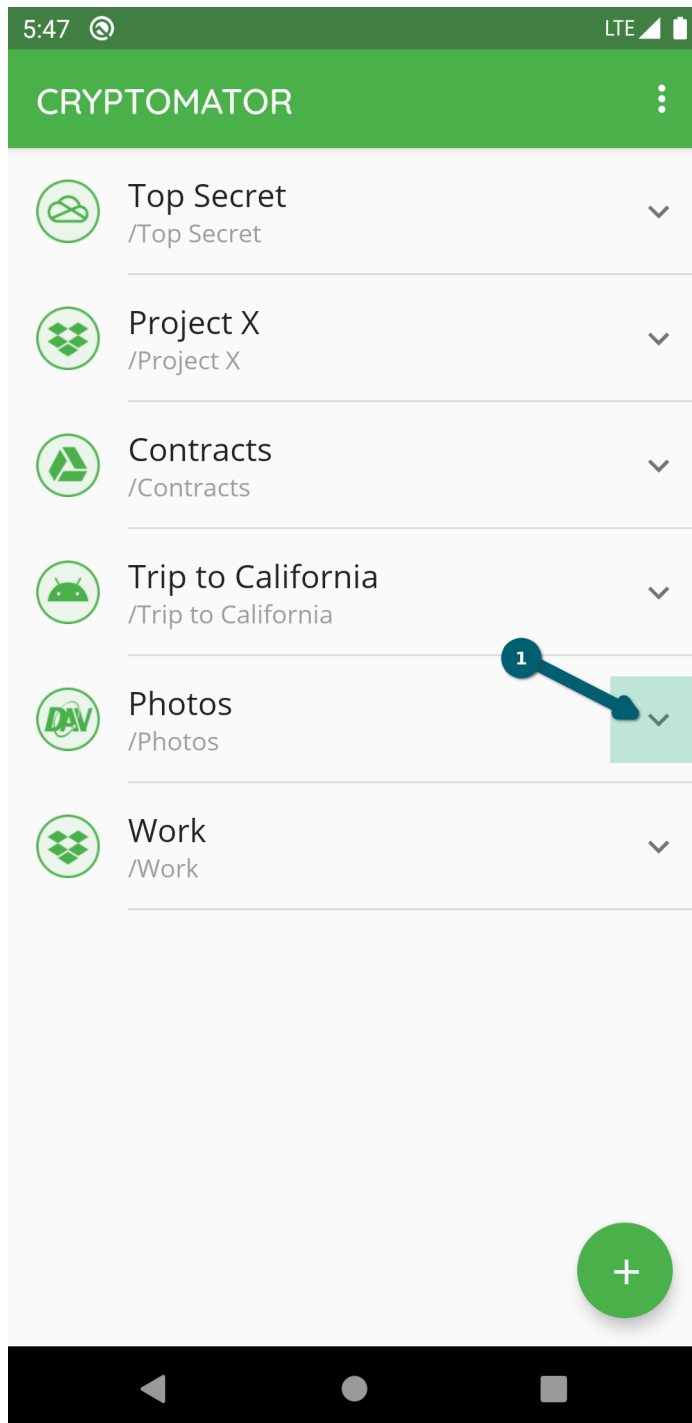 5:47 LTE
CRYPTOMATOR
Top Secret
/Top Secret
Project X
/Project X
Contracts
/Contracts
Trip to California
/Trip to California
1
Photos
/Photos
DAV
Work
/Work
+